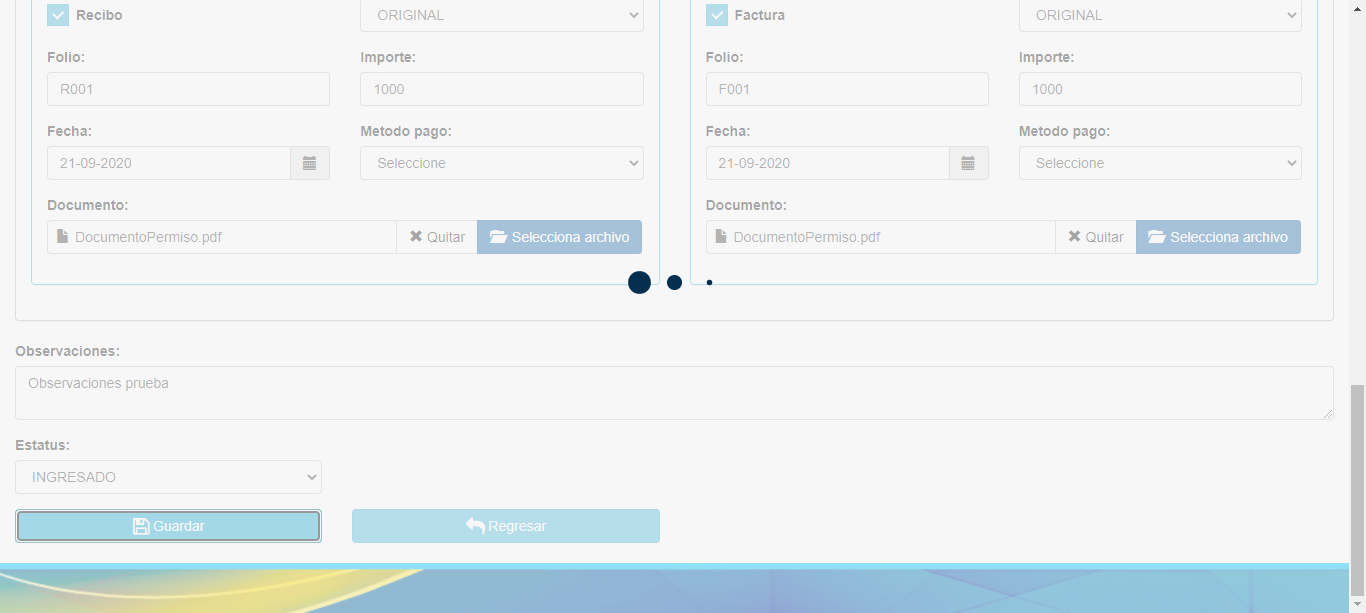 Recibo ORIGINAL Factura ORIGINAL
Folio: Importe: Folio: Importe:
R001 1000 F001 1000
Fecha: Metodo pago: Fecha: Metodo pago:
21-09-2020 Seleccione 21-09-2020 Seleccione
Documento: Documento:
DocumentoPermiso.pdf Quitar Selecciona archivo DocumentoPermiso.pdf Quitar Selecciona archivo
Observaciones:
Observaciones prueba
Estatus:
INGRESADO
Guardar Regresar